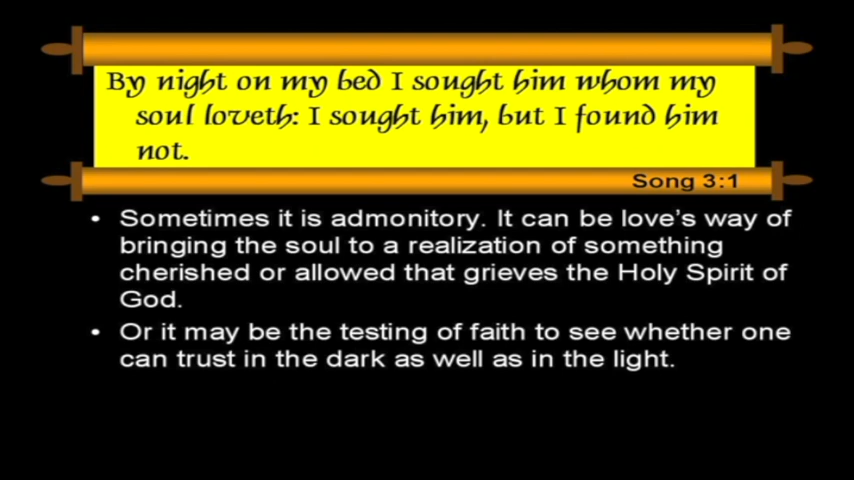 By night on my bed I sought him whom my
soul loveth: I sought him, but I found him
not.
Song 3:1
• Sometimes it is admonitory. It can be love's way of
bringing the soul to a realization of something
cherished or allowed that grieves the Holy Spirit of
God.
• Or it may be the testing of faith to see whether one
can trust in the dark as well as in the light.